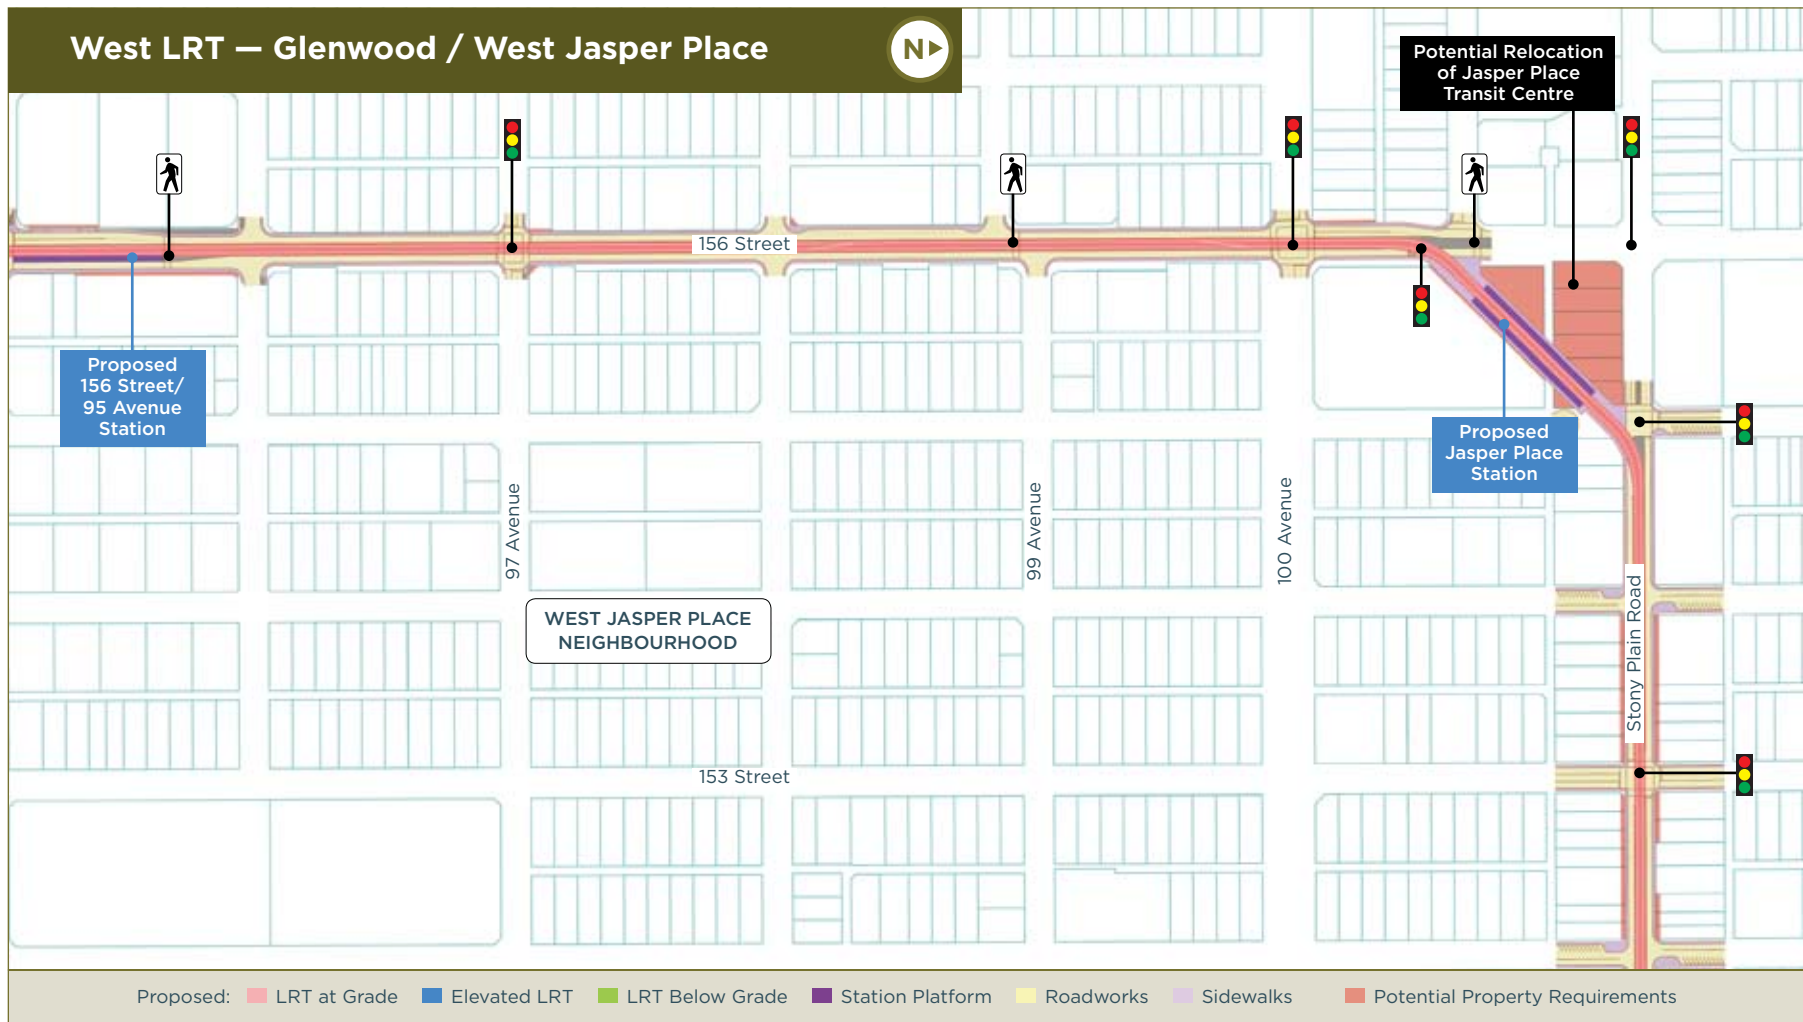 West LRT — Glenwood / West Jasper Place
N
Potential Relocation
of Jasper Place
Transit Centre
156 Street
Proposed
156 Street/
95 Avenue
Station
Proposed
Jasper Place
Station
97 Avenue
99 Avenue
100 Avenue
Stony Plain Road
WEST JASPER PLACE
NEIGHBOURHOOD
153 Street
Proposed: LRT at Grade Elevated LRT LRT Below Grade Station Platform Roadworks Sidewalks Potential Property Requirements